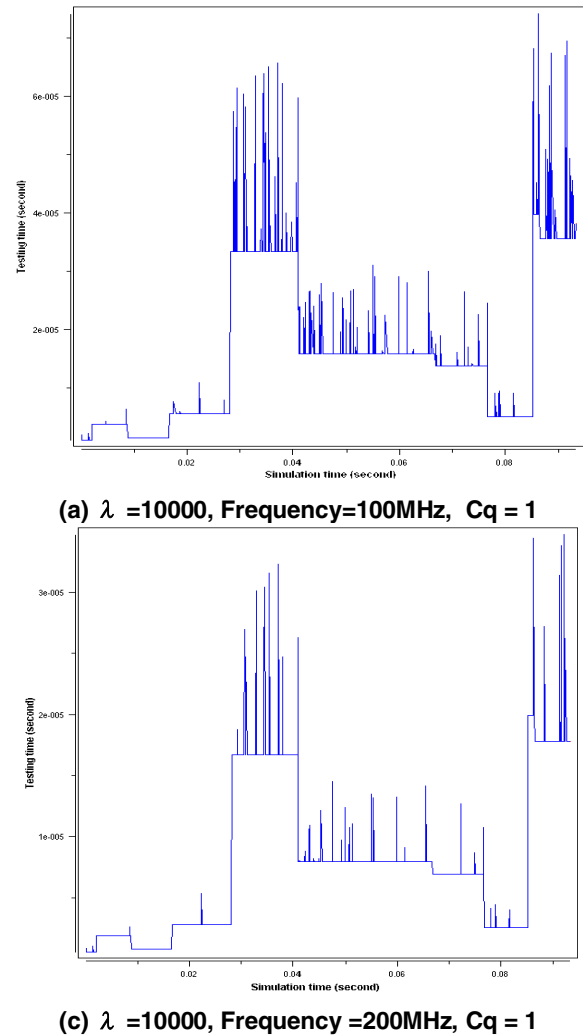 6e-005
4e-005
2e-005
Testing time (second)
0.02
0.04
0.06
0.08
Simulation time (second)
(a) λ =10000, Frequency=100MHz, Cq = 1
3e-005
2e-005
1e-005
Testing time (second)
0.02
0.04
0.06
0.08
Simulation time (second)
(c) λ =10000, Frequency =200MHz, Cq = 1